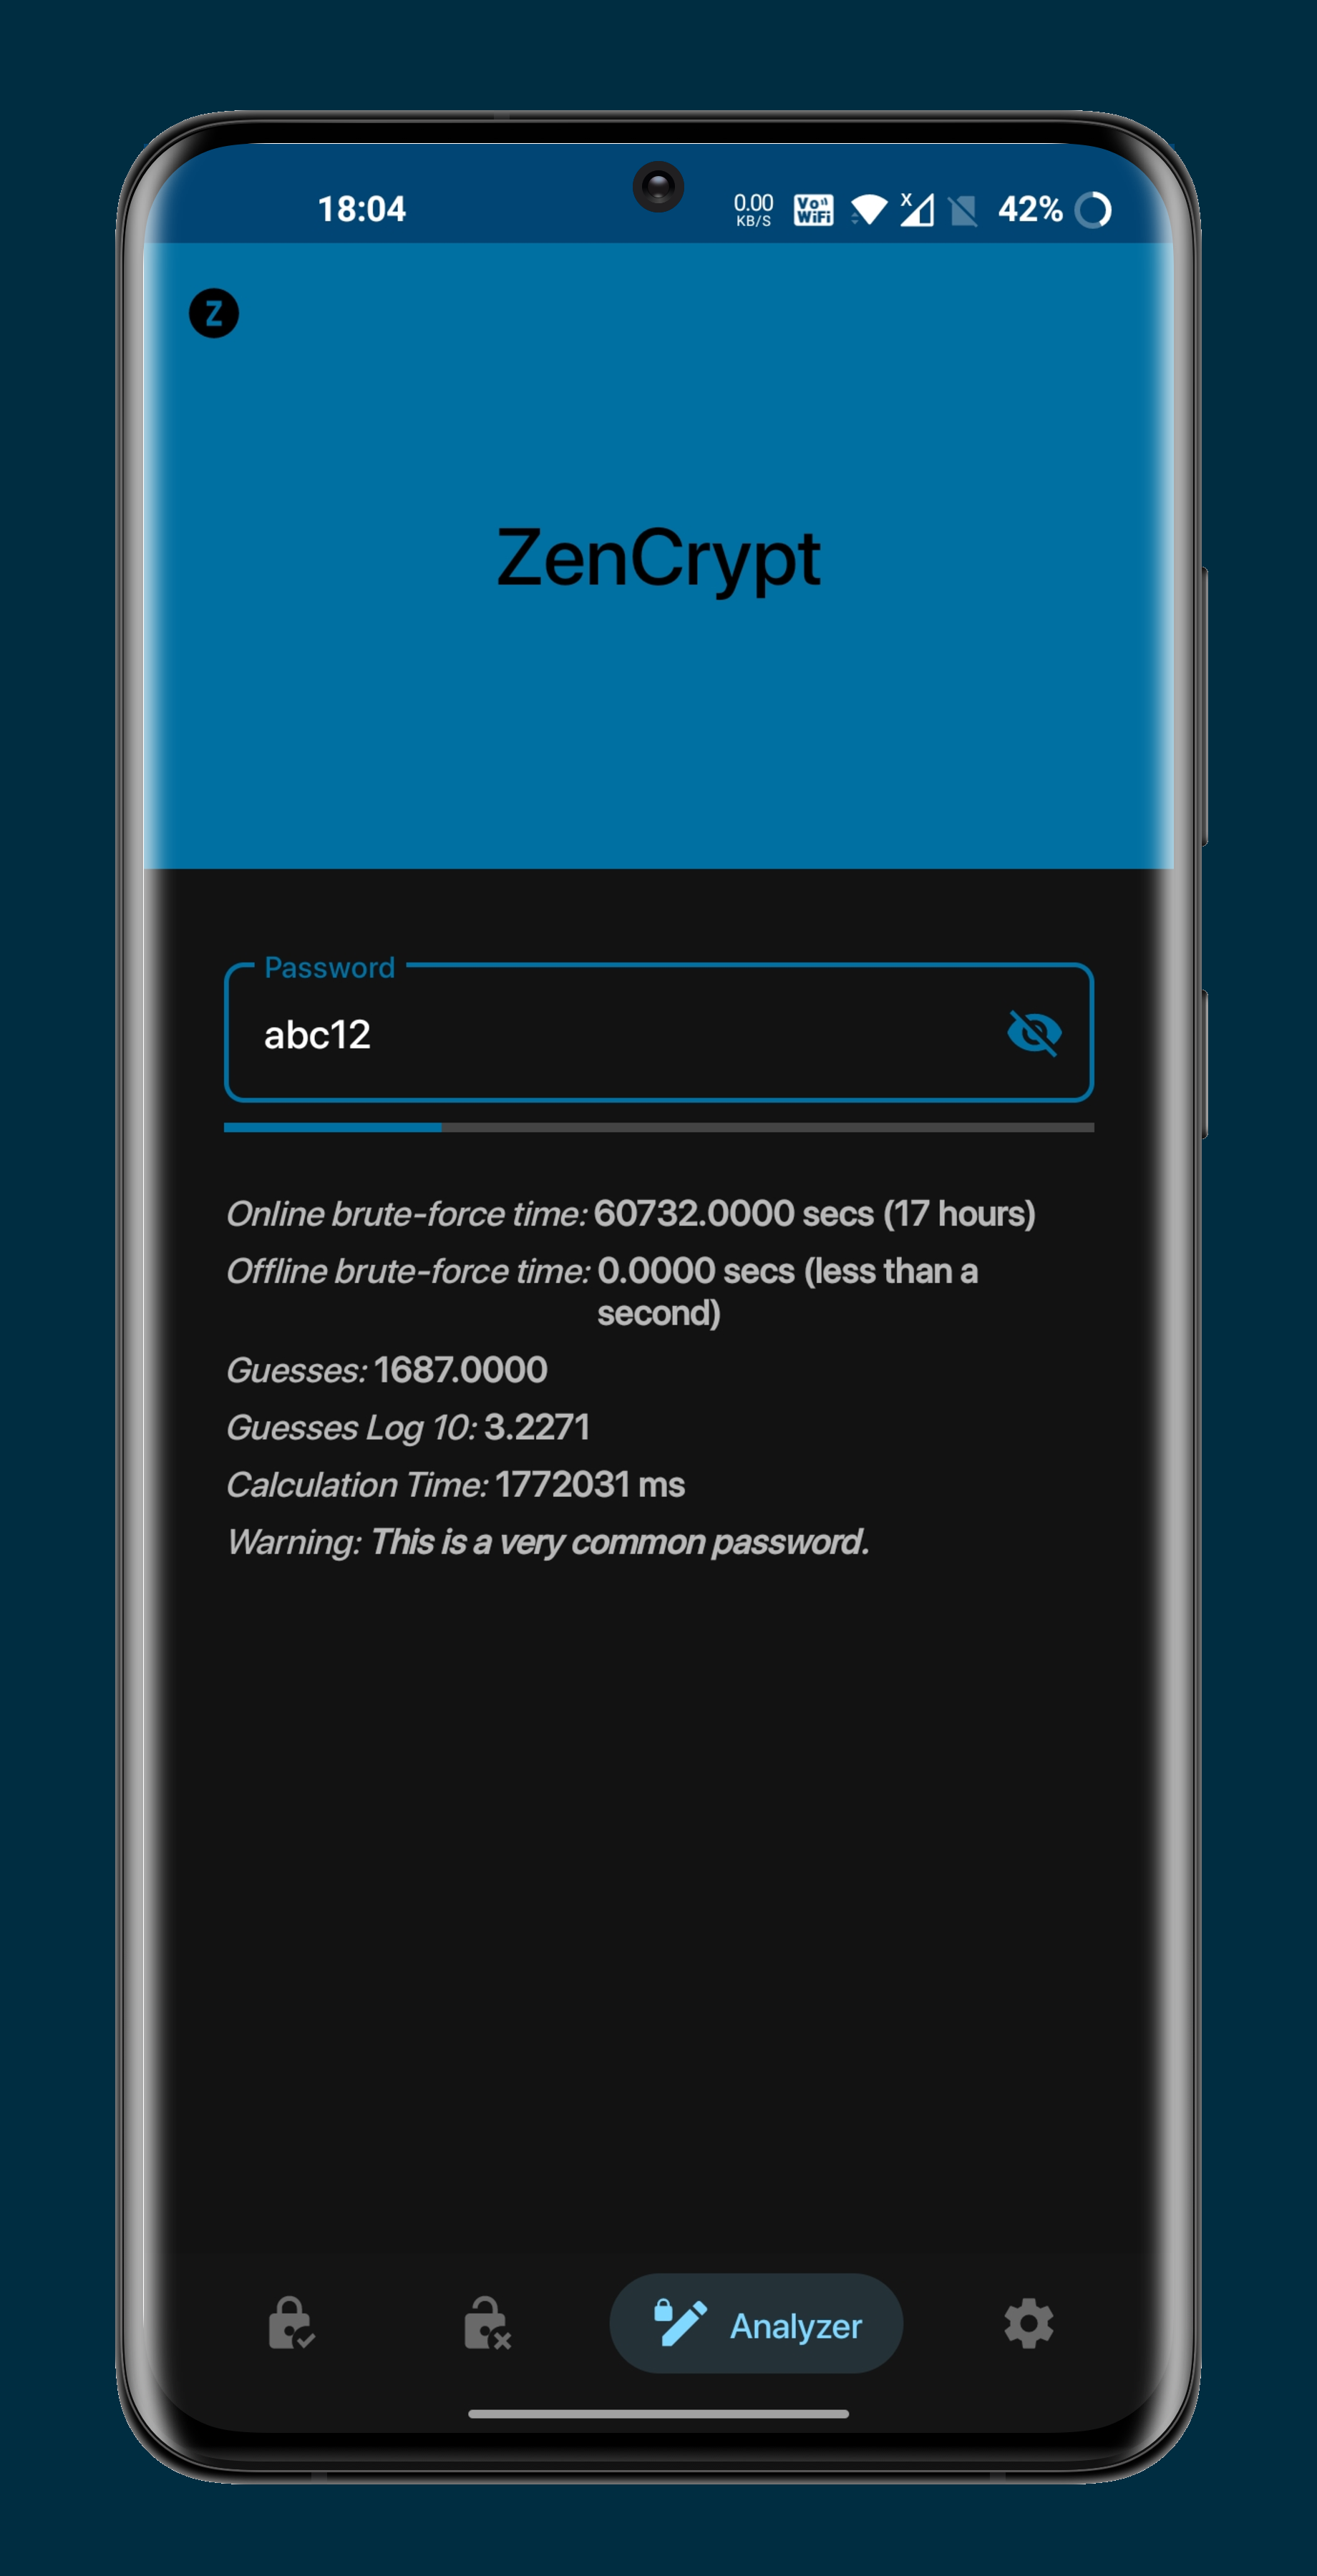 18:04
0.00
KB/S
Vo
WiFi
X
42%
Z
ZenCrypt
Password
abc12
Online brute-force time: 60732.0000 secs (17 hours)
Offline brute-force time: 0.0000 secs (less than a
second)
Guesses: 1687.0000
Guesses Log 10: 3.2271
Calculation Time: 1772031 ms
Warning: This is a very common password.
Analyzer